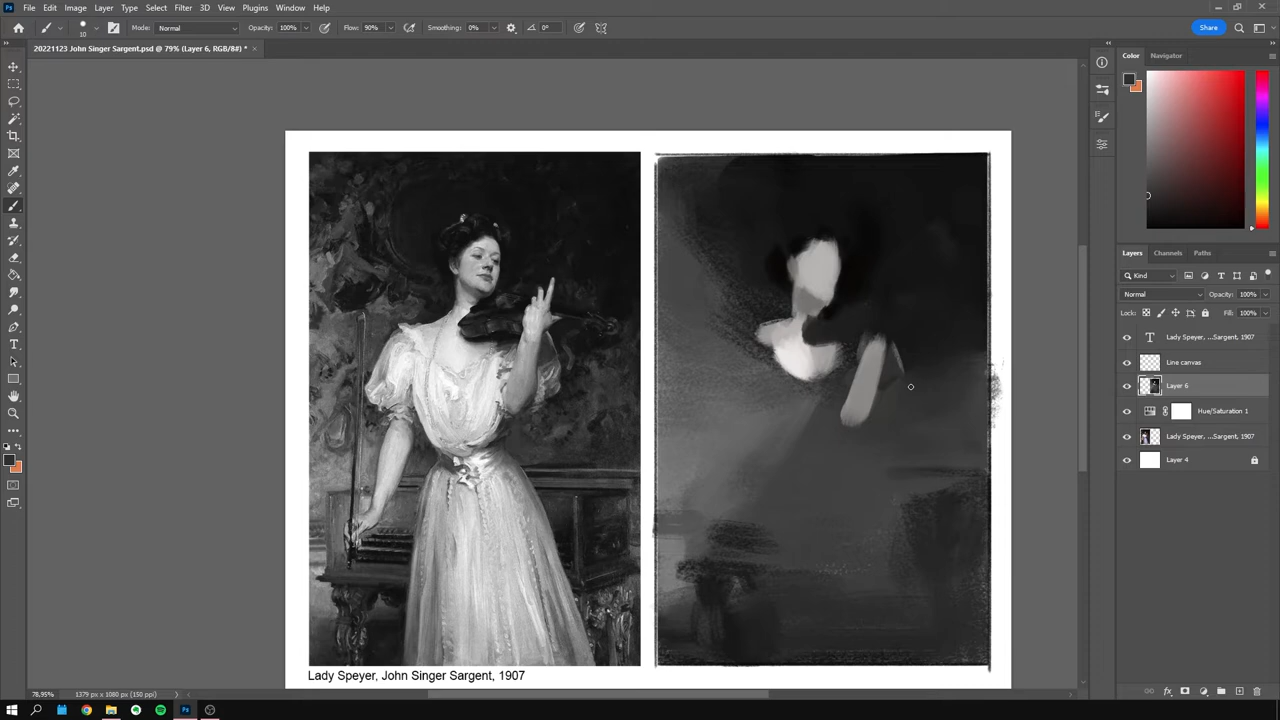 File Edit Image Layer Type Select Filter 3D View Plugins Window Help
10 Mode: Normal Opacity: 100% Flow: 90% Smoothing: 0% 0° Share
20221123 John Singer Sargent.psd @ 79% (Layer 6, RGB/8#) * ×
Color Navigator
Layers Channels Paths
Kind
Normal Opacity: 100%
Lock: Fill: 100%
T Lady Speyer, ...Sargent, 1907
Line canvas
Layer 6
Hue/Saturation 1
Lady Speyer, ...Sargent, 1907
Layer 4
Lady Speyer, John Singer Sargent, 1907
78.95% 1379 px x 1080 px (150 ppi)